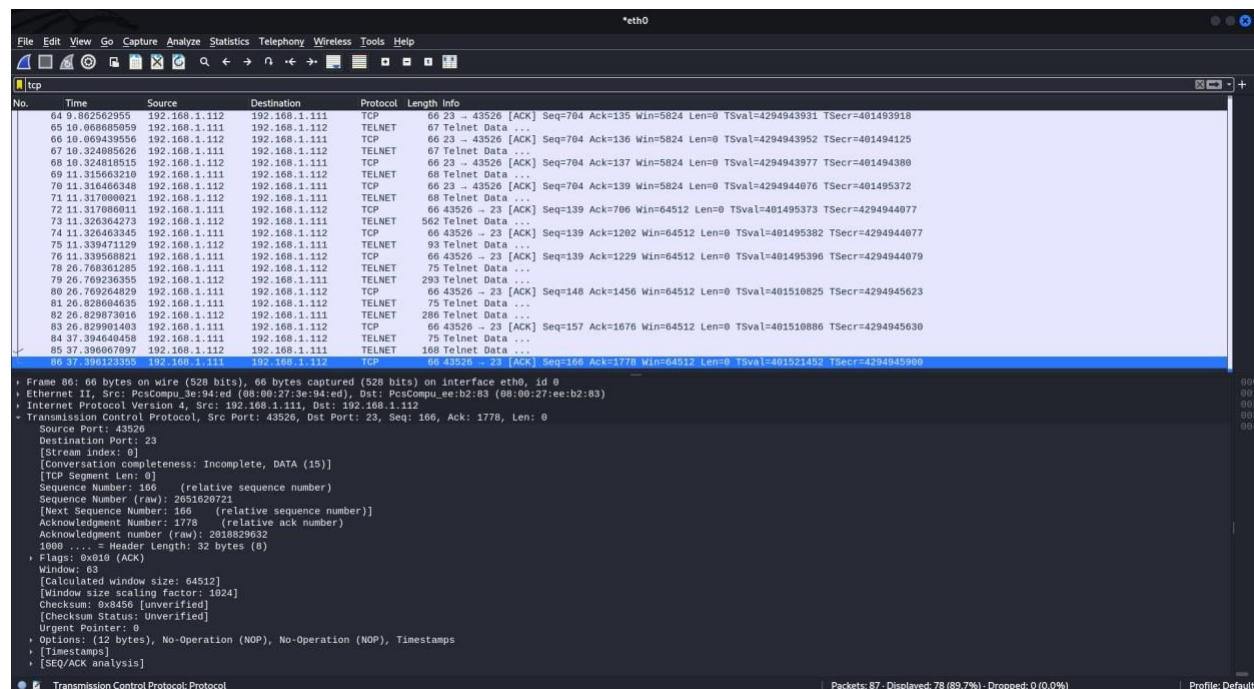 *eth0
File Edit View Go Capture Analyze Statistics Telephony Wireless Tools Help
tcp
No. Time Source Destination Protocol Length Info
64 9.862562955 192.168.1.112 192.168.1.111 TCP 66 23 → 43526 [ACK] Seq=704 Ack=135 Win=5824 Len=0 TSval=4294943931 TSecr=401493918
65 10.068685059 192.168.1.111 192.168.1.112 TELNET 67 Telnet Data ...
66 10.069439556 192.168.1.112 192.168.1.111 TCP 66 23 → 43526 [ACK] Seq=704 Ack=136 Win=5824 Len=0 TSval=4294943952 TSecr=401494125
67 10.324085626 192.168.1.111 192.168.1.112 TELNET 67 Telnet Data ...
68 10.324818515 192.168.1.112 192.168.1.111 TCP 66 23 → 43526 [ACK] Seq=704 Ack=137 Win=5824 Len=0 TSval=4294943977 TSecr=401494380
69 11.315663210 192.168.1.111 192.168.1.112 TELNET 68 Telnet Data ...
70 11.316466348 192.168.1.112 192.168.1.111 TCP 66 23 → 43526 [ACK] Seq=704 Ack=139 Win=5824 Len=0 TSval=4294944076 TSecr=401495372
71 11.317000021 192.168.1.112 192.168.1.111 TELNET 68 Telnet Data ...
72 11.317086011 192.168.1.111 192.168.1.112 TCP 66 43526 → 23 [ACK] Seq=139 Ack=706 Win=64512 Len=0 TSval=401495373 TSecr=4294944077
73 11.326364273 192.168.1.112 192.168.1.111 TELNET 562 Telnet Data ...
74 11.326463345 192.168.1.111 192.168.1.112 TCP 66 43526 → 23 [ACK] Seq=139 Ack=1202 Win=64512 Len=0 TSval=401495382 TSecr=4294944077
75 11.339471129 192.168.1.112 192.168.1.111 TELNET 93 Telnet Data ...
76 11.339568821 192.168.1.111 192.168.1.112 TCP 66 43526 → 23 [ACK] Seq=139 Ack=1229 Win=64512 Len=0 TSval=401495396 TSecr=4294944079
78 26.768361285 192.168.1.111 192.168.1.112 TELNET 75 Telnet Data ...
79 26.769236355 192.168.1.112 192.168.1.111 TELNET 293 Telnet Data ...
80 26.769264829 192.168.1.111 192.168.1.112 TCP 66 43526 → 23 [ACK] Seq=148 Ack=1456 Win=64512 Len=0 TSval=401510825 TSecr=4294945623
81 26.828604635 192.168.1.111 192.168.1.112 TELNET 75 Telnet Data ...
82 26.829873016 192.168.1.112 192.168.1.111 TELNET 286 Telnet Data ...
83 26.829901403 192.168.1.111 192.168.1.112 TCP 66 43526 → 23 [ACK] Seq=157 Ack=1676 Win=64512 Len=0 TSval=401510886 TSecr=4294945630
84 37.394640458 192.168.1.111 192.168.1.112 TELNET 75 Telnet Data ...
85 37.396067097 192.168.1.112 192.168.1.111 TELNET 168 Telnet Data ...
86 37.396123355 192.168.1.111 192.168.1.112 TCP 66 43526 → 23 [ACK] Seq=166 Ack=1778 Win=64512 Len=0 TSval=401521452 TSecr=4294945900
Frame 86: 66 bytes on wire (528 bits), 66 bytes captured (528 bits) on interface eth0, id 0
Ethernet II, Src: PcsCompu_3e:94:ed (08:00:27:3e:94:ed), Dst: PcsCompu_ee:b2:83 (08:00:27:ee:b2:83)
Internet Protocol Version 4, Src: 192.168.1.111, Dst: 192.168.1.112
Transmission Control Protocol, Src Port: 43526, Dst Port: 23, Seq: 166, Ack: 1778, Len: 0
Source Port: 43526
Destination Port: 23
[Stream index: 0]
[Conversation completeness: Incomplete, DATA (15)]
[TCP Segment Len: 0]
Sequence Number: 166 (relative sequence number)
Sequence Number (raw): 2651620721
[Next Sequence Number: 166 (relative sequence number)]
Acknowledgment Number: 1778 (relative ack number)
Acknowledgment number (raw): 2018829632
1000 .... = Header Length: 32 bytes (8)
Flags: 0x010 (ACK)
Window: 63
[Calculated window size: 64512]
[Window size scaling factor: 1024]
Checksum: 0x8456 [unverified]
[Checksum Status: Unverified]
Urgent Pointer: 0
Options: (12 bytes), No-Operation (NOP), No-Operation (NOP), Timestamps
[Timestamps]
[SEQ/ACK analysis]
Transmission Control Protocol: Protocol Packets: 87 · Displayed: 78 (89.7%) · Dropped: 0 (0.0%) Profile: Default